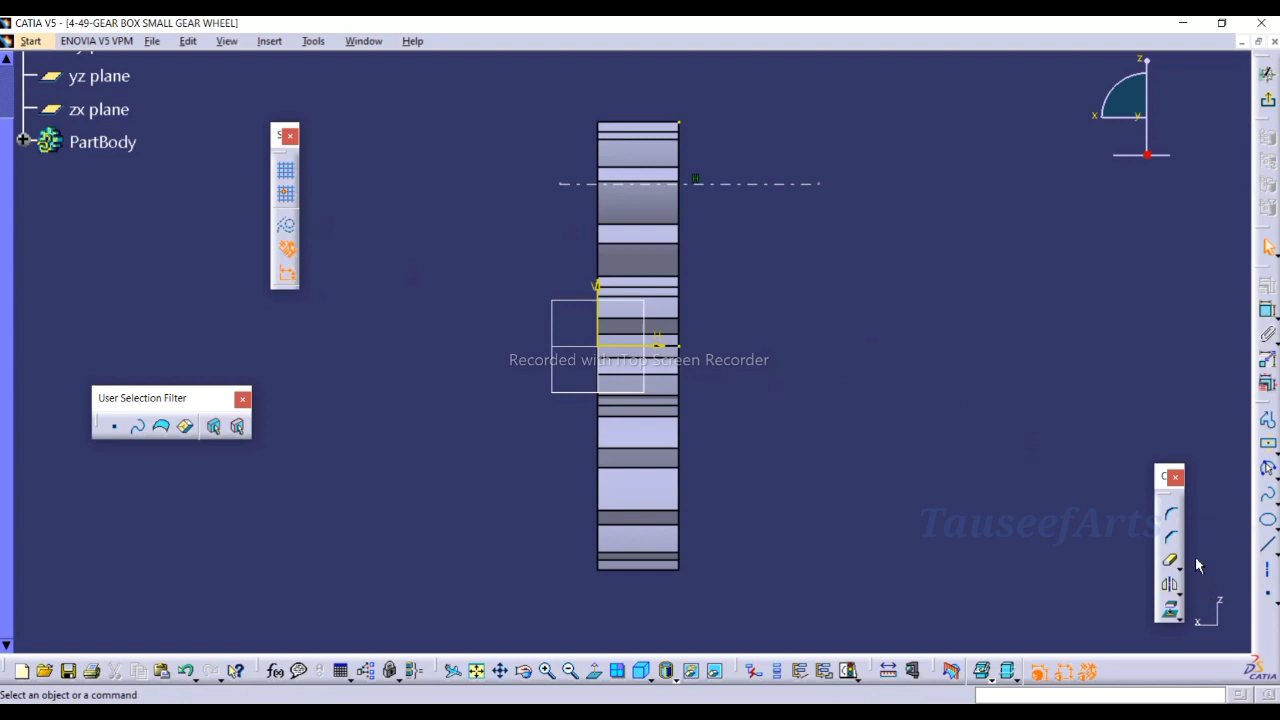 CATIA V5 - [4-49-GEAR BOX SMALL GEAR WHEEL]
Start ENOVIA V5 VPM File Edit View Insert Tools Window Help
yz plane
zx plane
PartBody
S
z
x
y
H
V
H
Recorded with iTop Screen Recorder
User Selection Filter
C
TauseefArts
z
x
f(x)
CATIA
Select an object or a command